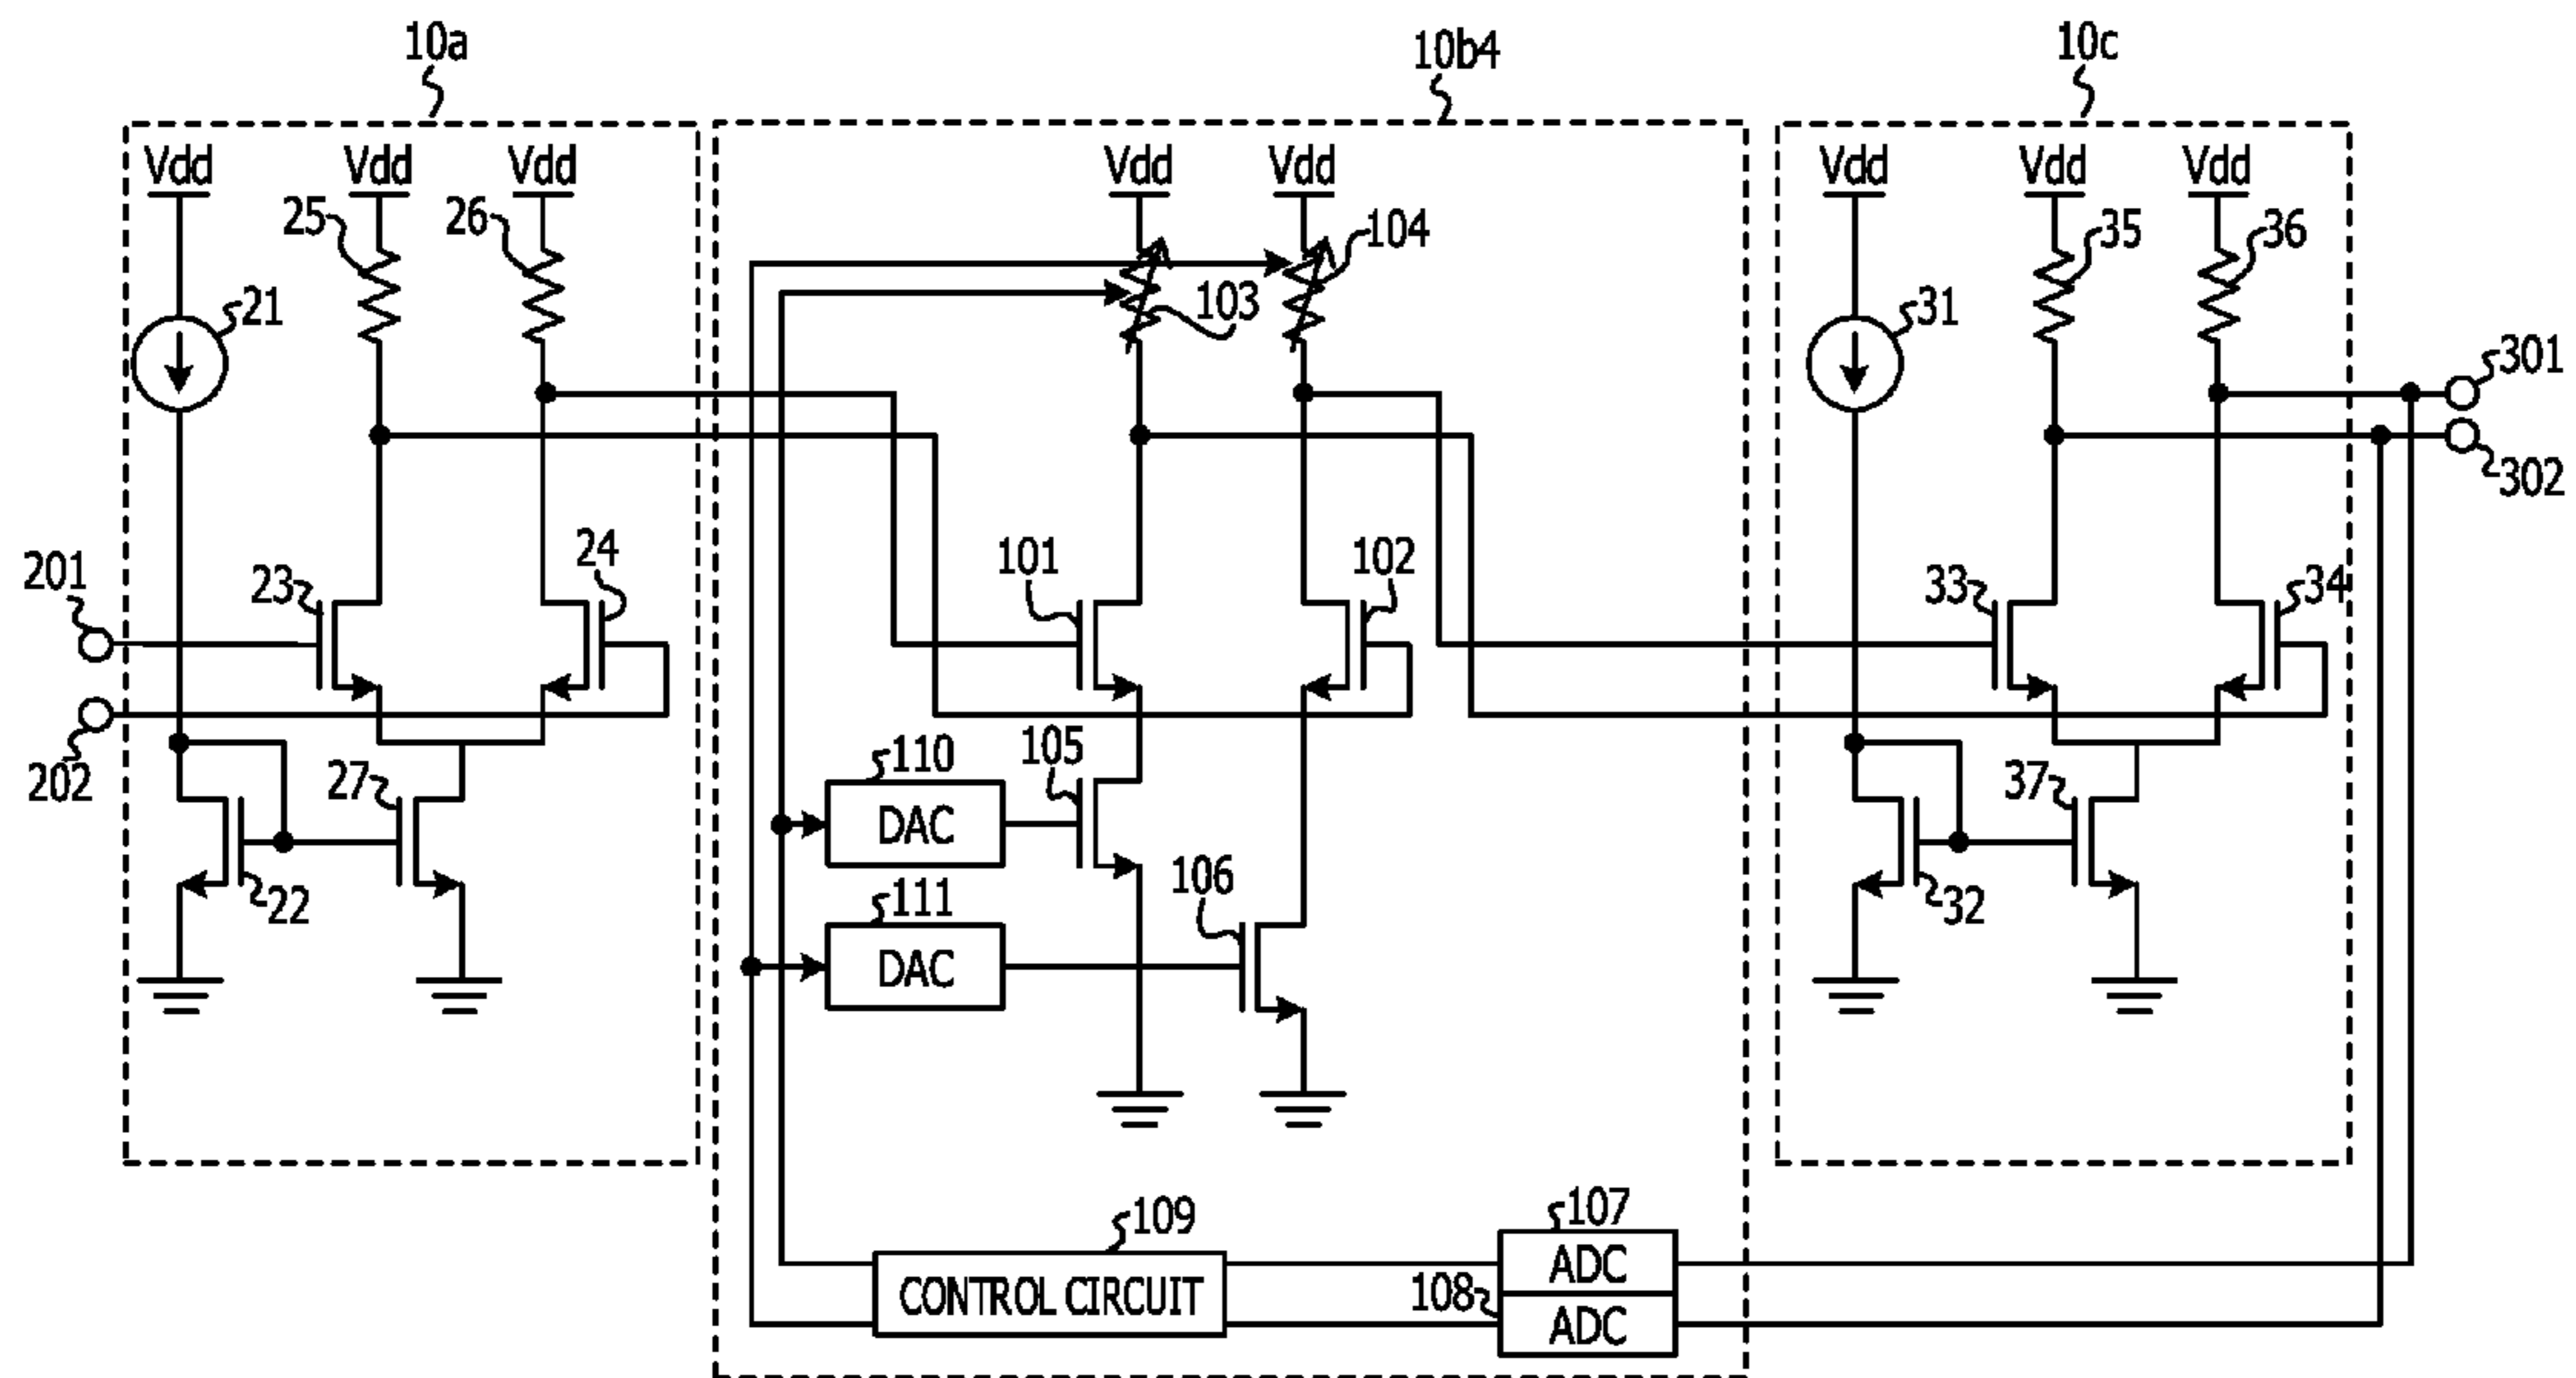 10a
10b4
10c
Vdd
Vdd
Vdd
Vdd
Vdd
Vdd
Vdd
Vdd
25
26
104
35
36
21
103
31
301
302
201
23
24
101
102
33
34
202
27
110
DAC
105
37
22
111
DAC
106
32
109
CONTROL CIRCUIT
107
ADC
108
ADC